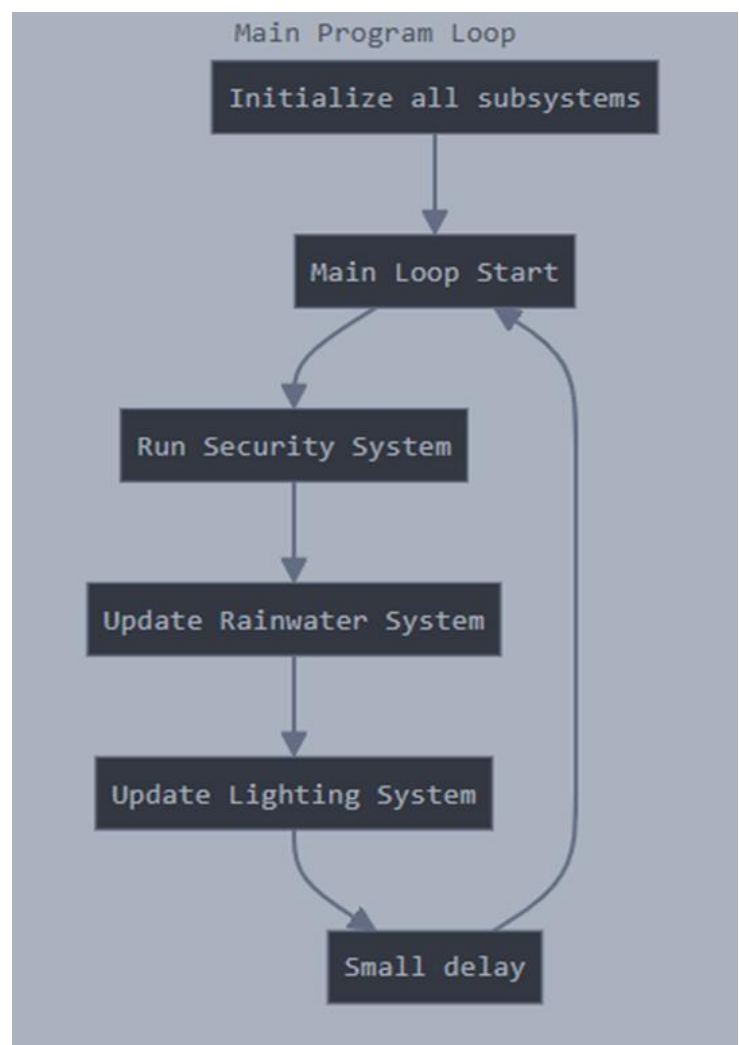 Main Program Loop
Initialize all subsystems
Main Loop Start
Run Security System
Update Rainwater System
Update Lighting System
Small delay